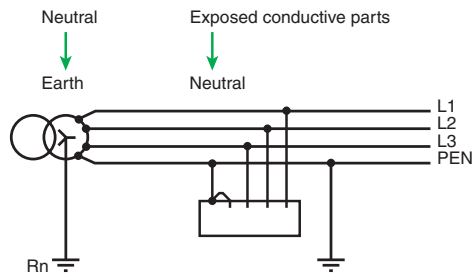 Neutral
Exposed conductive parts
Earth
Neutral
L1
L2
L3
PEN
Rn